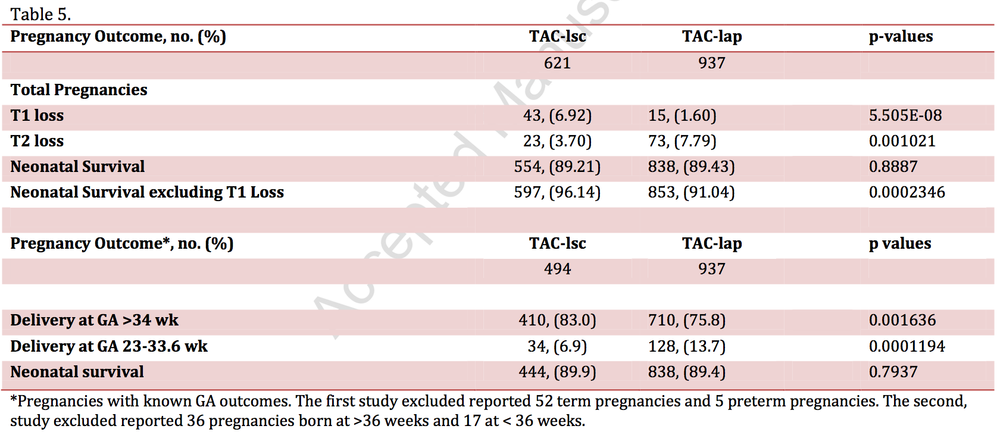 Table 5.
Pregnancy Outcome, no. (%) TAC-lsc TAC-lap p-values
621 937
Total Pregnancies
T1 loss 43, (6.92) 15, (1.60) 5.505E-08
T2 loss 23, (3.70) 73, (7.79) 0.001021
Neonatal Survival 554, (89.21) 838, (89.43) 0.8887
Neonatal Survival excluding T1 Loss 597, (96.14) 853, (91.04) 0.0002346
Pregnancy Outcome*, no. (%) TAC-lsc TAC-lap p values
494 937
Delivery at GA >34 wk 410, (83.0) 710, (75.8) 0.001636
Delivery at GA 23-33.6 wk 34, (6.9) 128, (13.7) 0.0001194
Neonatal survival 444, (89.9) 838, (89.4) 0.7937
*Pregnancies with known GA outcomes. The first study excluded reported 52 term pregnancies and 5 preterm pregnancies. The second,
study excluded reported 36 pregnancies born at >36 weeks and 17 at < 36 weeks.
Accepted Manus